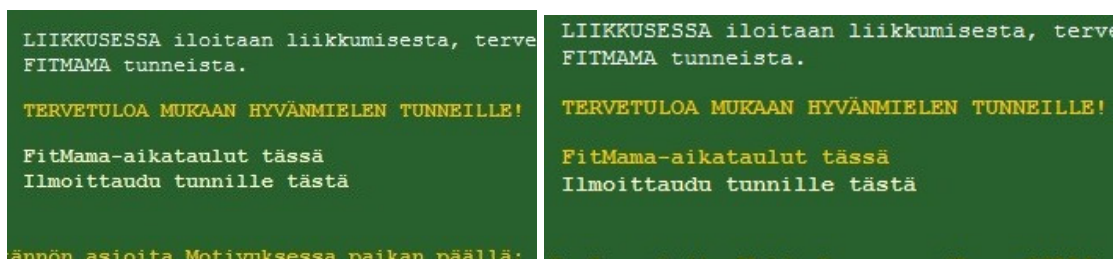 LIIKKUSESSA iloitaan liikkumisesta, terve
FITMAMA tunneista.
TERVETULOA MUKAAN HYVÄNMIELEN TUNNEILLE!
FitMama-aikataulut tässä
Ilmoittaudu tunnille tästä
ännön asioita Motivuksessa paikan päällä:
LIIKKUSESSA iloitaan liikkumisesta, terve
FITMAMA tunneista.
TERVETULOA MUKAAN HYVÄNMIELEN TUNNEILLE!
FitMama-aikataulut tässä
Ilmoittaudu tunnille tästä